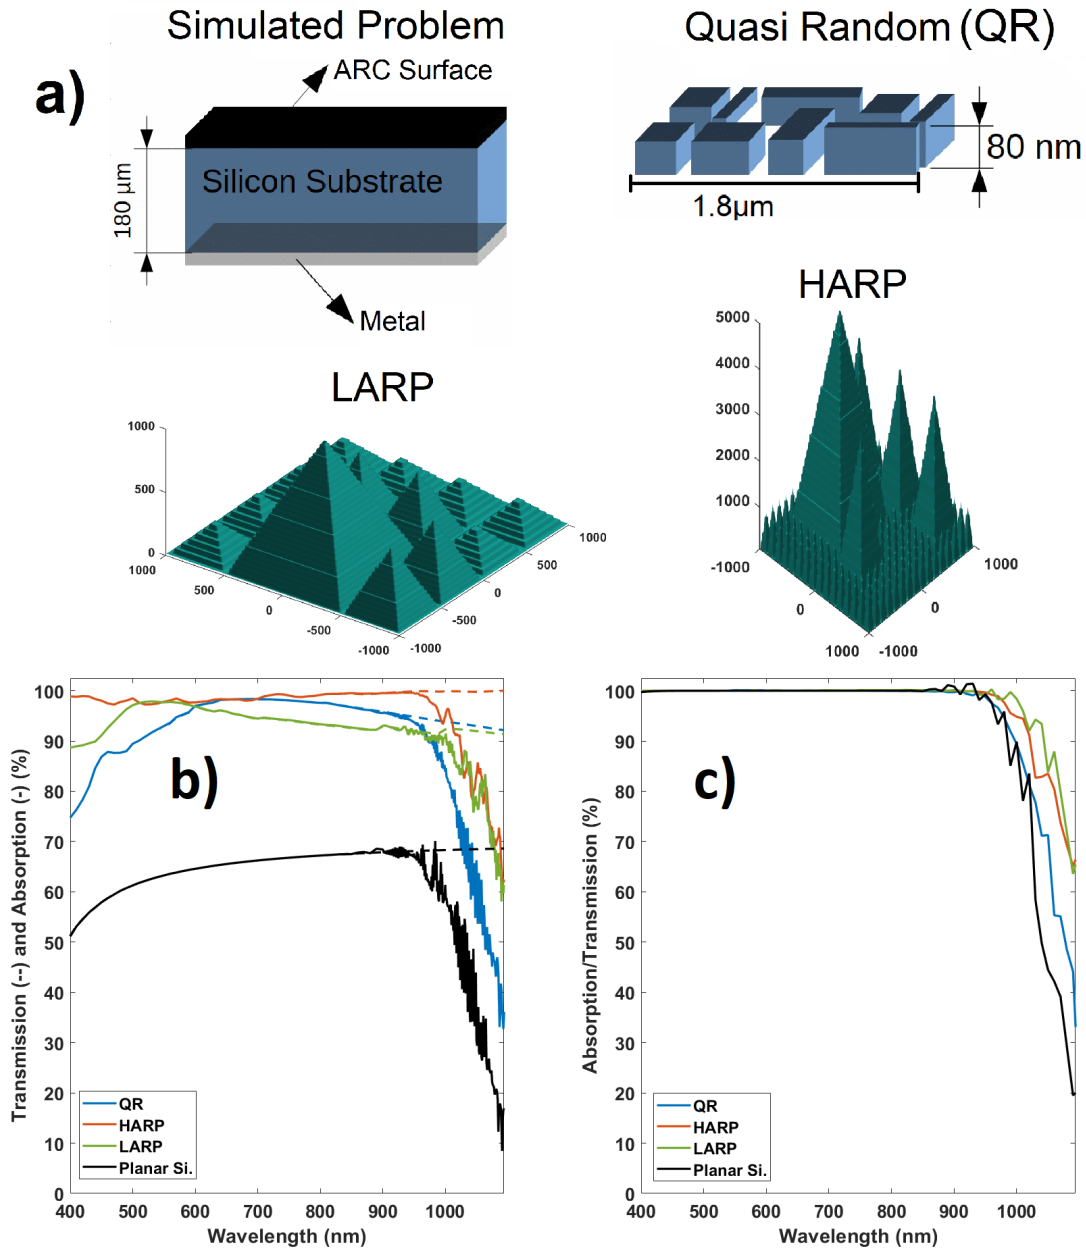 Simulated Problem
Quasi Random (QR)
a)
ARC Surface
180 µm
Silicon Substrate
Metal
80 nm
1.8µm
HARP
5000
4000
3000
2000
1000
-1000
0
1000
-1000
0
1000
LARP
1000
500
0
1000
500
0
-500
-1000
-1000
-500
0
500
1000
b)
Transmission (--) and Absorption (-) (%)
100
90
80
70
60
50
40
30
20
10
0
QR
HARP
LARP
Planar Si.
400
500
600
700
800
900
1000
Wavelength (nm)
c)
Absorption/Transmission (%)
100
90
80
70
60
50
40
30
20
10
0
QR
HARP
LARP
Planar Si.
400
500
600
700
800
900
1000
Wavelength (nm)